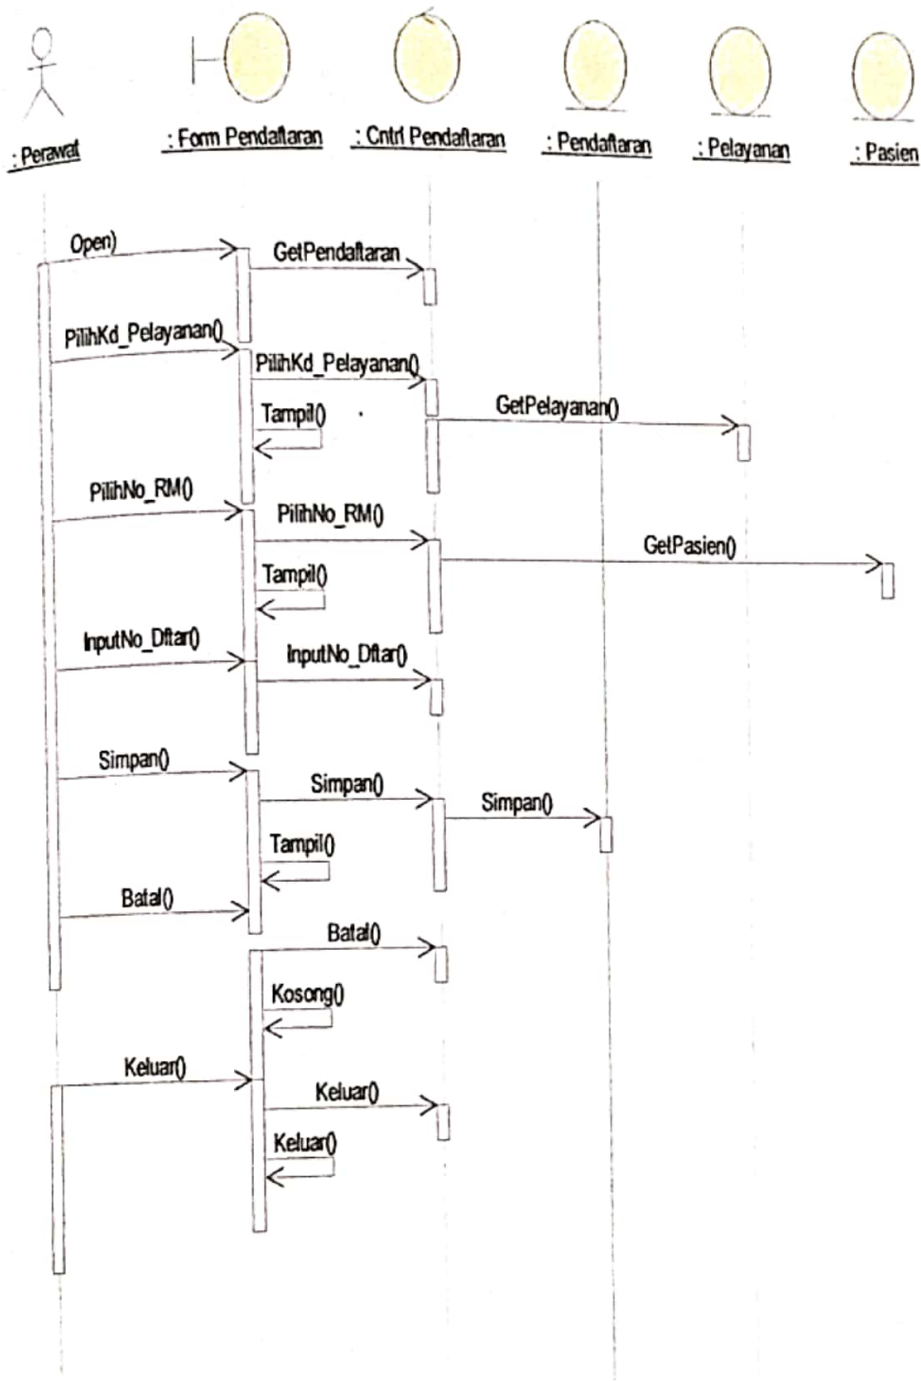 : Perawat
: Form Pendaftaran
: Cntrl Pendaftaran
: Pendaftaran
: Pelayanan
: Pasien
Open)
GetPendaftaran
PilihKd_Pelayanan()
PilihKd_Pelayanan()
Tampil()
GetPelayanan()
PilihNo_RM()
PilihNo_RM()
GetPasien()
Tampil()
InputNo_Dftar()
InputNo_Dftar()
Simpan()
Simpan()
Simpan()
Tampil()
Batal()
Batal()
Kosong()
Keluar()
Keluar()
Keluar()